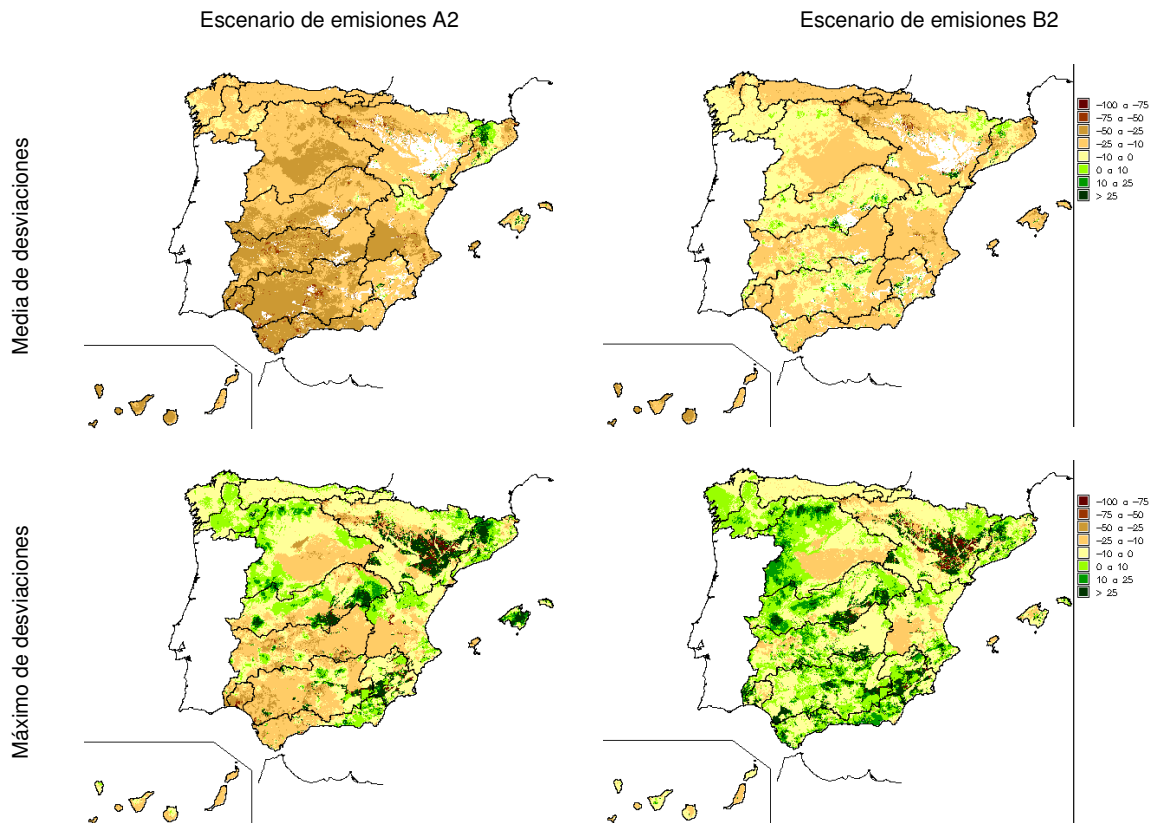 Escenario de emisiones A2
Escenario de emisiones B2
Media de desviaciones
-100 a -75
-75 a -50
-50 a -25
-25 a -10
-10 a 0
0 a 10
10 a 25
> 25
Máximo de desviaciones
-100 a -75
-75 a -50
-50 a -25
-25 a -10
-10 a 0
0 a 10
10 a 25
> 25